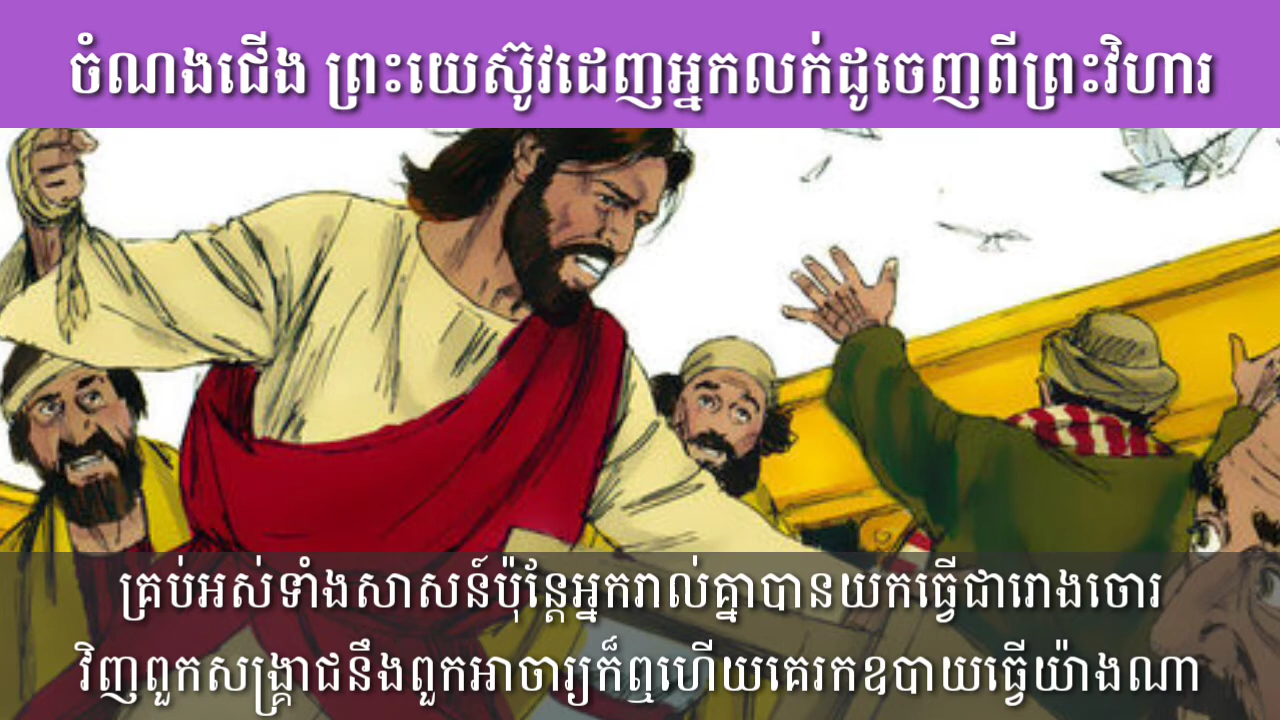 ចំណងជើង ព្រះយេស៊ូវដេញអ្នកលក់ដូចេញពីព្រះវិហារ
គ្រប់អស់ទាំងសាសន៍ប៉ុន្តែអ្នករាល់គ្នាបានយកធ្វើជារោងចោរ
វិញពួកសង្គ្រាជនឹងពួកអាចារ្យក៏ឮហើយគេរកឧបាយធ្វើយ៉ាងណា